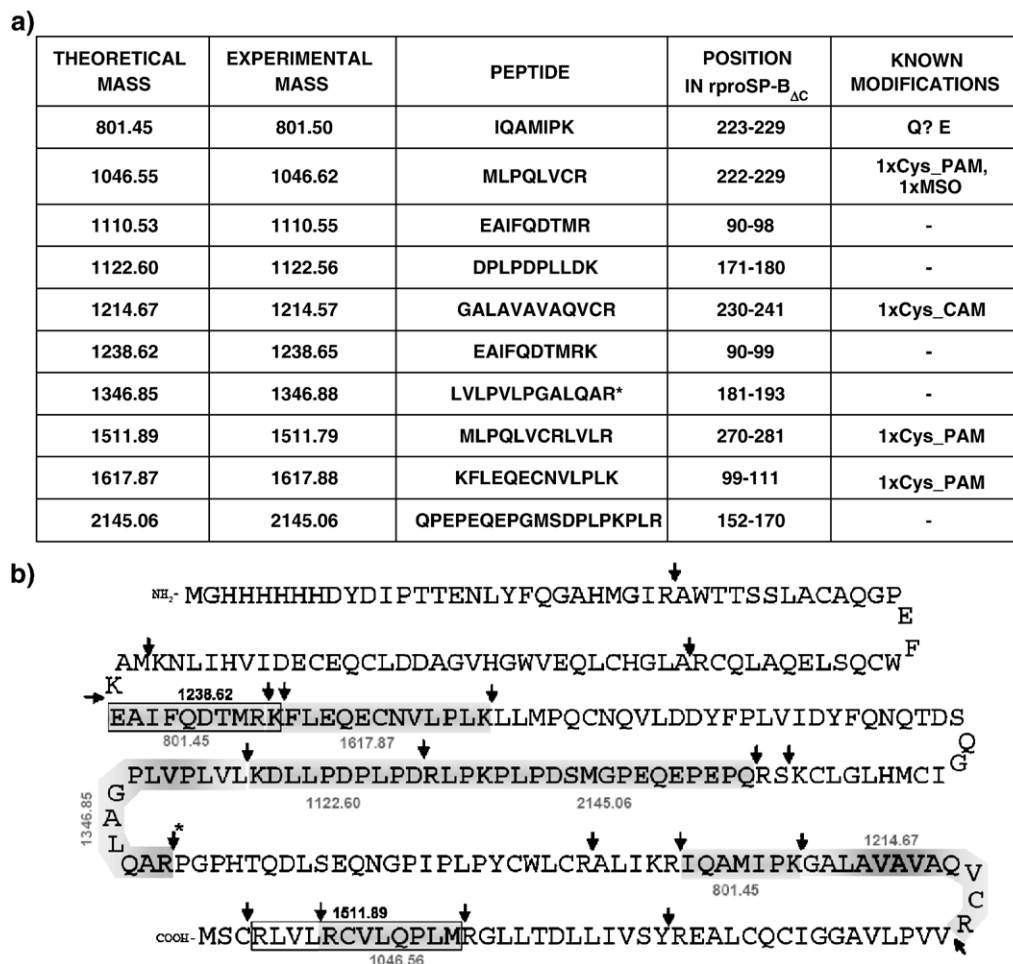 a)
THEORETICAL MASS EXPERIMENTAL MASS PEPTIDE POSITION IN rproSP-BΔC KNOWN MODIFICATIONS
801.45 801.50 IQAMIPK 223-229 Q? E
1046.55 1046.62 MLPQLVCR 222-229 1xCys_PAM, 1xMSO
1110.53 1110.55 EAIFQDTMR 90-98 -
1122.60 1122.56 DPLPDPLLDK 171-180 -
1214.67 1214.57 GALAVAVAQVCR 230-241 1xCys_CAM
1238.62 1238.65 EAIFQDTMRK 90-99 -
1346.85 1346.88 LVLPVLPGALQAR* 181-193 -
1511.89 1511.79 MLPQLVCRLVLR 270-281 1xCys_PAM
1617.87 1617.88 KFLEQECNVLPLK 99-111 1xCys_PAM
2145.06 2145.06 QPEPEQEPGMSDPLPKPLR 152-170 -
b)
NH2- MGHHHHHHDYDIPTTENLYFQGAHMGIRAWTTSSLACAQGP
E
F
AMKNLIHVIDECEQCLDDAGVHGWVEQLCHGLARCQLAQELSQCW
K
1238.62
EAIFQDTMRKFLEQECNVLPLKLLMPQCNQVLDDYFPLVIDYFQNQTDS
801.45 1617.87
Q
G
PLVPLVLKDLLPDPLPDRLPKPLPDSMGPEQEPEPQRSKCLGLHMCI
1122.60 2145.06
1346.85
G
A
L
*
1214.67
QARPGPHTQDLSEQNGPIPLPYCWLCRALIKRIQAMIPKGALAVAVAQ
801.45
V
C
R
1511.89
COOH- MSCRLVLRCVLQPLMRGLLTDLLIVSYREALCQCIGGAVLPVV
1046.56